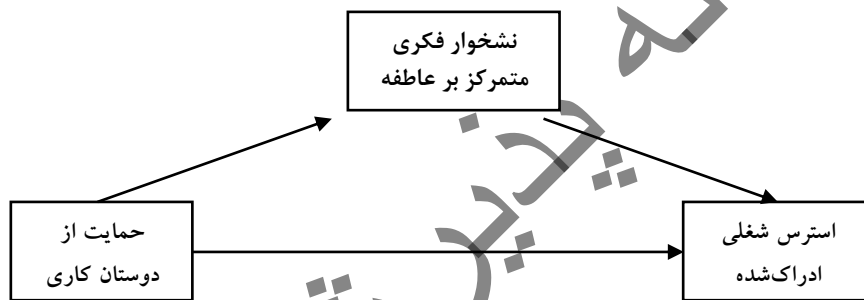 نشخوار فکری
متمرکز بر عاطفه
استرس شغلی
ادراک‌شده
حمایت از
دوستان کاری